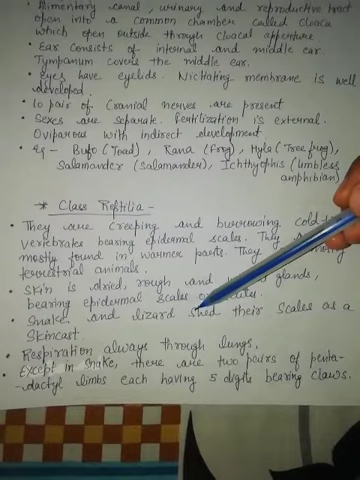 Alimentary canal, urinary and reproductive tract
open into a common chamber called cloaca
which open outside through cloacal apperture
• Ear consists of internal and middle ear.
Tympanum covers the middle ear.
• Eyes have eyelids. Nictitating membrane is well
developed.
• 10 pair of Cranial nerves are present
• Sexes are separate. Fertilization is external.
Oviparous with indirect development.
• eg - Bufo (Toad), Rana (Frog), Hyla (Tree frog),
Salamander (Salamander), Ichthyophis (limbless
amphibian)
* Class Reptilia -
• They are creeping and burrowing cold
vertebrates bearing epidermal scales. They
mostly found in warmer parts. They
terrestrial animals.
• Skin is dried, rough and glands,
bearing epidermal scales or
• Snake and lizard shed their scales as a
Skincast.
• Respiration always through lungs.
• Except in snake, there are two pairs of penta-
-dactyl limbs each having 5 digits bearing claws.